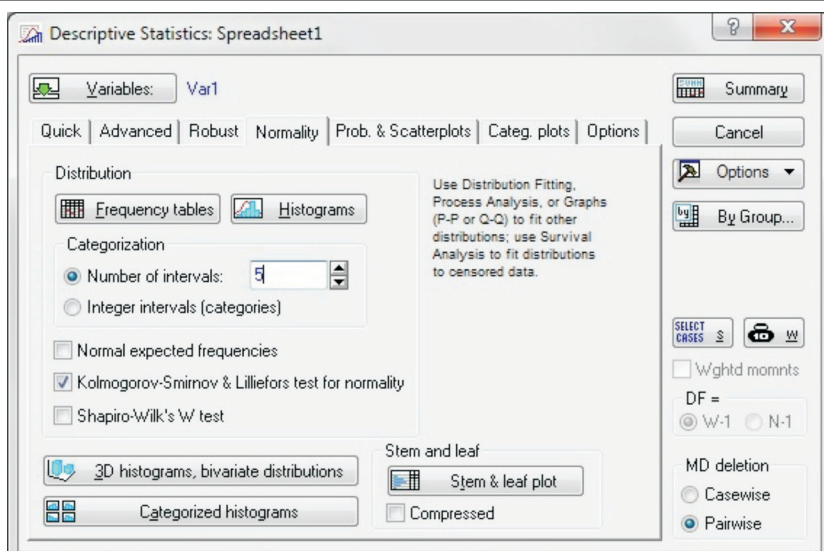 Descriptive Statistics: Spreadsheet1
Variables: Var1
Quick Advanced Robust Normality Prob. & Scatterplots Categ. plots Options
Distribution
Frequency tables Histograms
Categorization
Number of intervals: 5
Integer intervals (categories)
Normal expected frequencies
Kolmogorov-Smirnov & Lilliefors test for normality
Shapiro-Wilk's W test
3D histograms, bivariate distributions
Categorized histograms
Use Distribution Fitting,
Process Analysis, or Graphs
(P-P or Q-Q) to fit other
distributions; use Survival
Analysis to fit distributions
to censored data.
Stem and leaf
Stem & leaf plot
Compressed
Summary
Cancel
Options
By Group...
SELECT
CASES S W
Wghtd momnts
DF =
W-1 N-1
MD deletion
Casewise
Pairwise